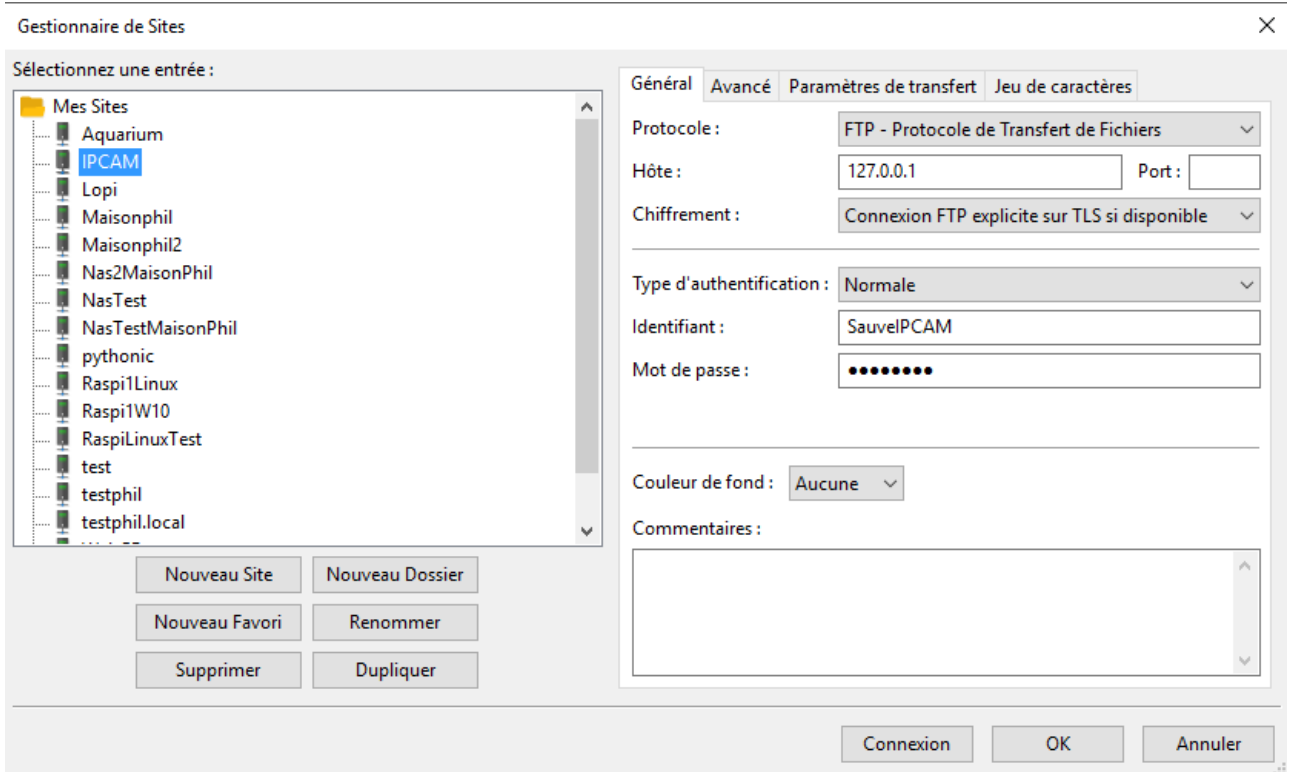 Gestionnaire de Sites
Sélectionnez une entrée :
Mes Sites
Aquarium
IPCAM
Lopi
Maisonphil
Maisonphil2
Nas2MaisonPhil
NasTest
NasTestMaisonPhil
pythonic
Raspi1Linux
Raspi1W10
RaspiLinuxTest
test
testphil
testphil.local
Nouveau Site Nouveau Dossier
Nouveau Favori Renommer
Supprimer Dupliquer
Général Avancé Paramètres de transfert Jeu de caractères
Protocole : FTP - Protocole de Transfert de Fichiers
Hôte : 127.0.0.1 Port :
Chiffrement : Connexion FTP explicite sur TLS si disponible
Type d'authentification : Normale
Identifiant : SauveIPCAM
Mot de passe : ●●●●●●●●
Couleur de fond : Aucune
Commentaires :
Connexion OK Annuler